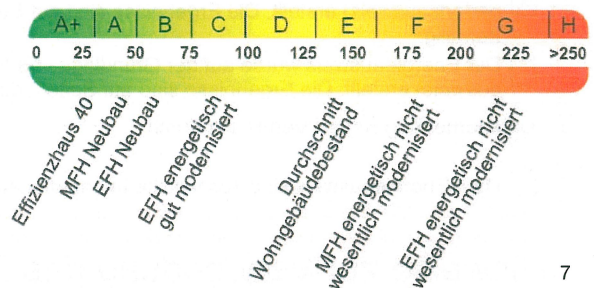 A+ A B C D E F G H
0 25 50 75 100 125 150 175 200 225 >250
Effizienzhaus 40
MFH Neubau
EFH Neubau
EFH energetisch
gut modernisiert
Durchschnitt
Wohngebäudebestand
MFH energetisch nicht
wesentlich modernisiert
EFH energetisch nicht
wesentlich modernisiert
7